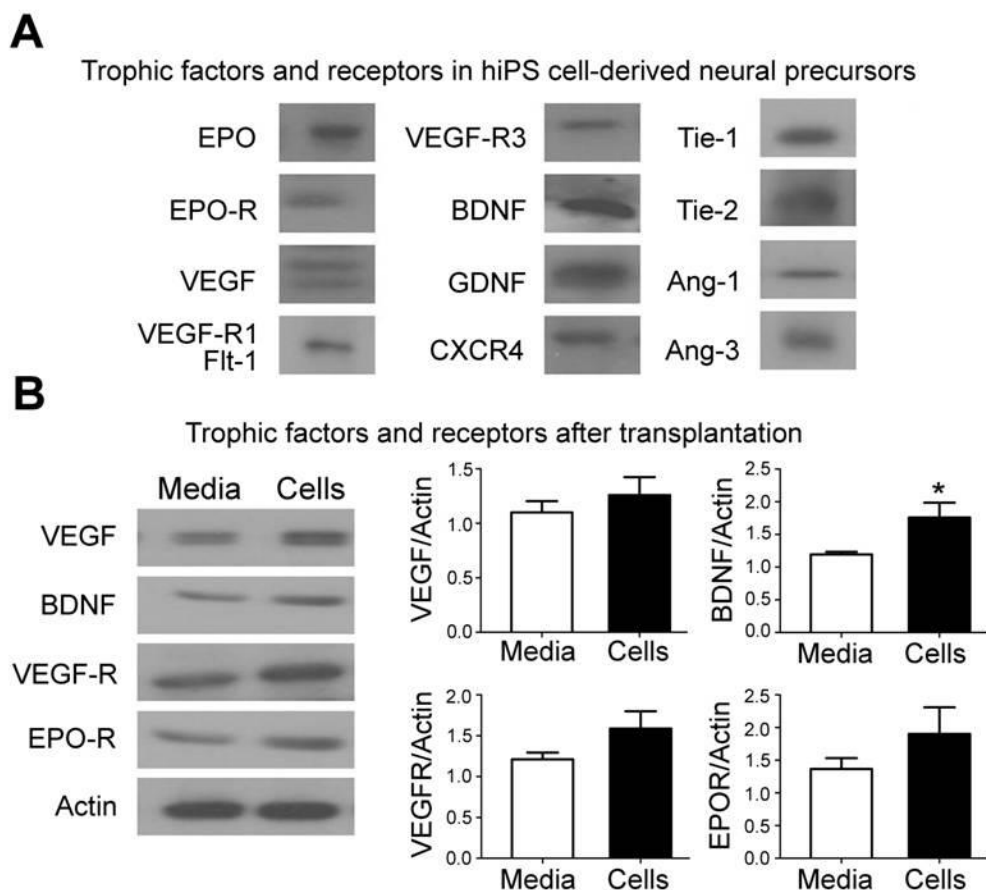 A
Trophic factors and receptors in hiPS cell-derived neural precursors
EPO
EPO-R
VEGF
VEGF-R1
Flt-1
VEGF-R3
BDNF
GDNF
CXCR4
Tie-1
Tie-2
Ang-1
Ang-3
B
Trophic factors and receptors after transplantation
Media Cells
VEGF
BDNF
VEGF-R
EPO-R
Actin
VEGF/Actin
1.5
1.0
0.5
0.0
Media Cells
BDNF/Actin
2.5
2.0
1.5
1.0
0.5
0.0
*
Media Cells
VEGFR/Actin
2.0
1.5
1.0
0.5
0.0
Media Cells
EPOR/Actin
2.5
2.0
1.5
1.0
0.5
0.0
Media Cells